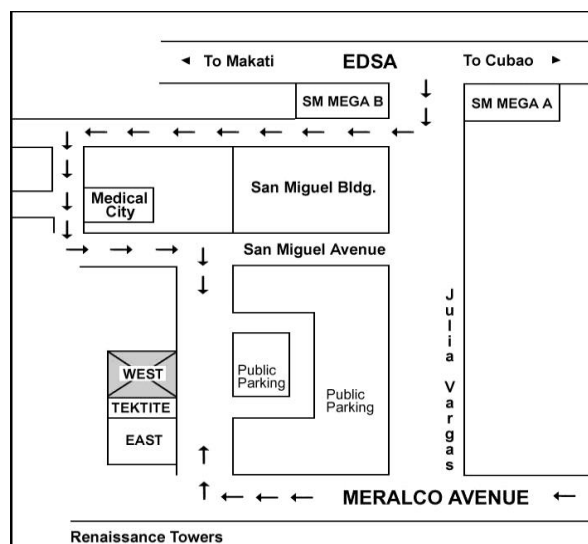 To Makati
EDSA
To Cubao
SM MEGA B
SM MEGA A
Medical
City
San Miguel Bldg.
San Miguel Avenue
Julia Vargas
WEST
TEKTITE
EAST
Public
Parking
Public
Parking
MERALCO AVENUE
Renaissance Towers